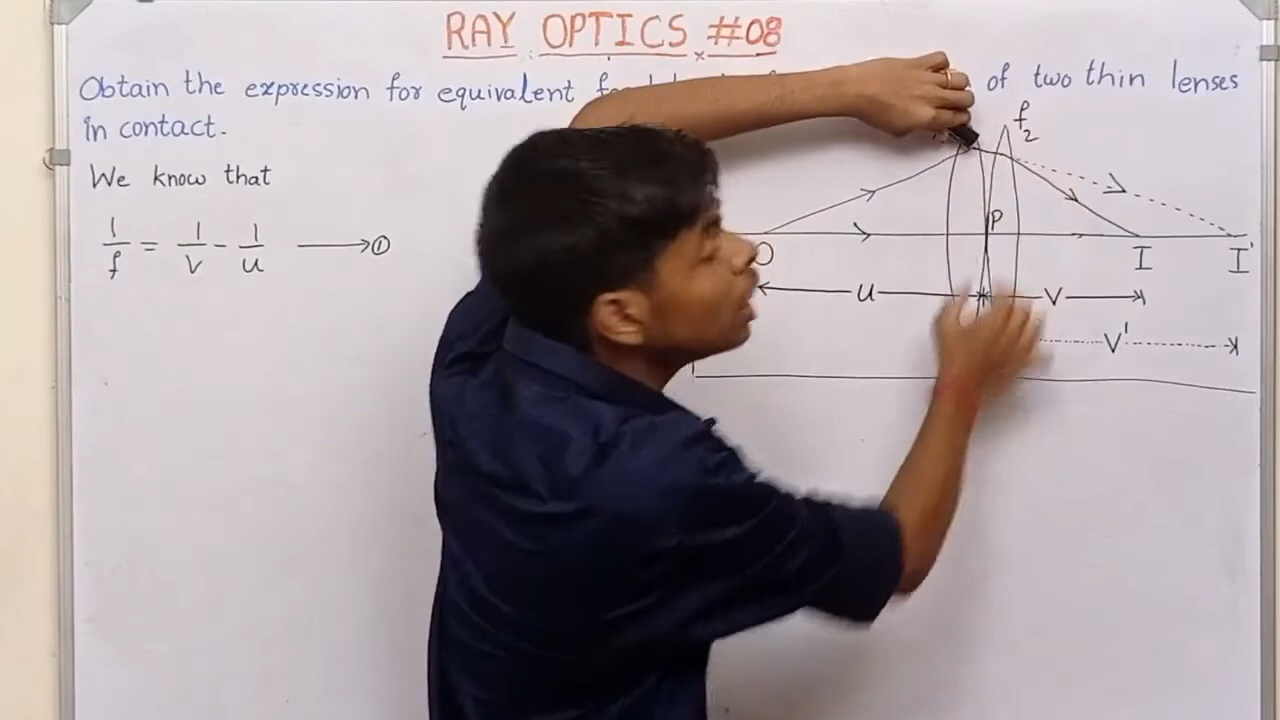 RAY OPTICS #08
Obtain the expression for equivalent of two thin lenses
in contact.
We know that
1/f = 1/v - 1/u ⟶ ①
f2
P
O I I'
u v
v'